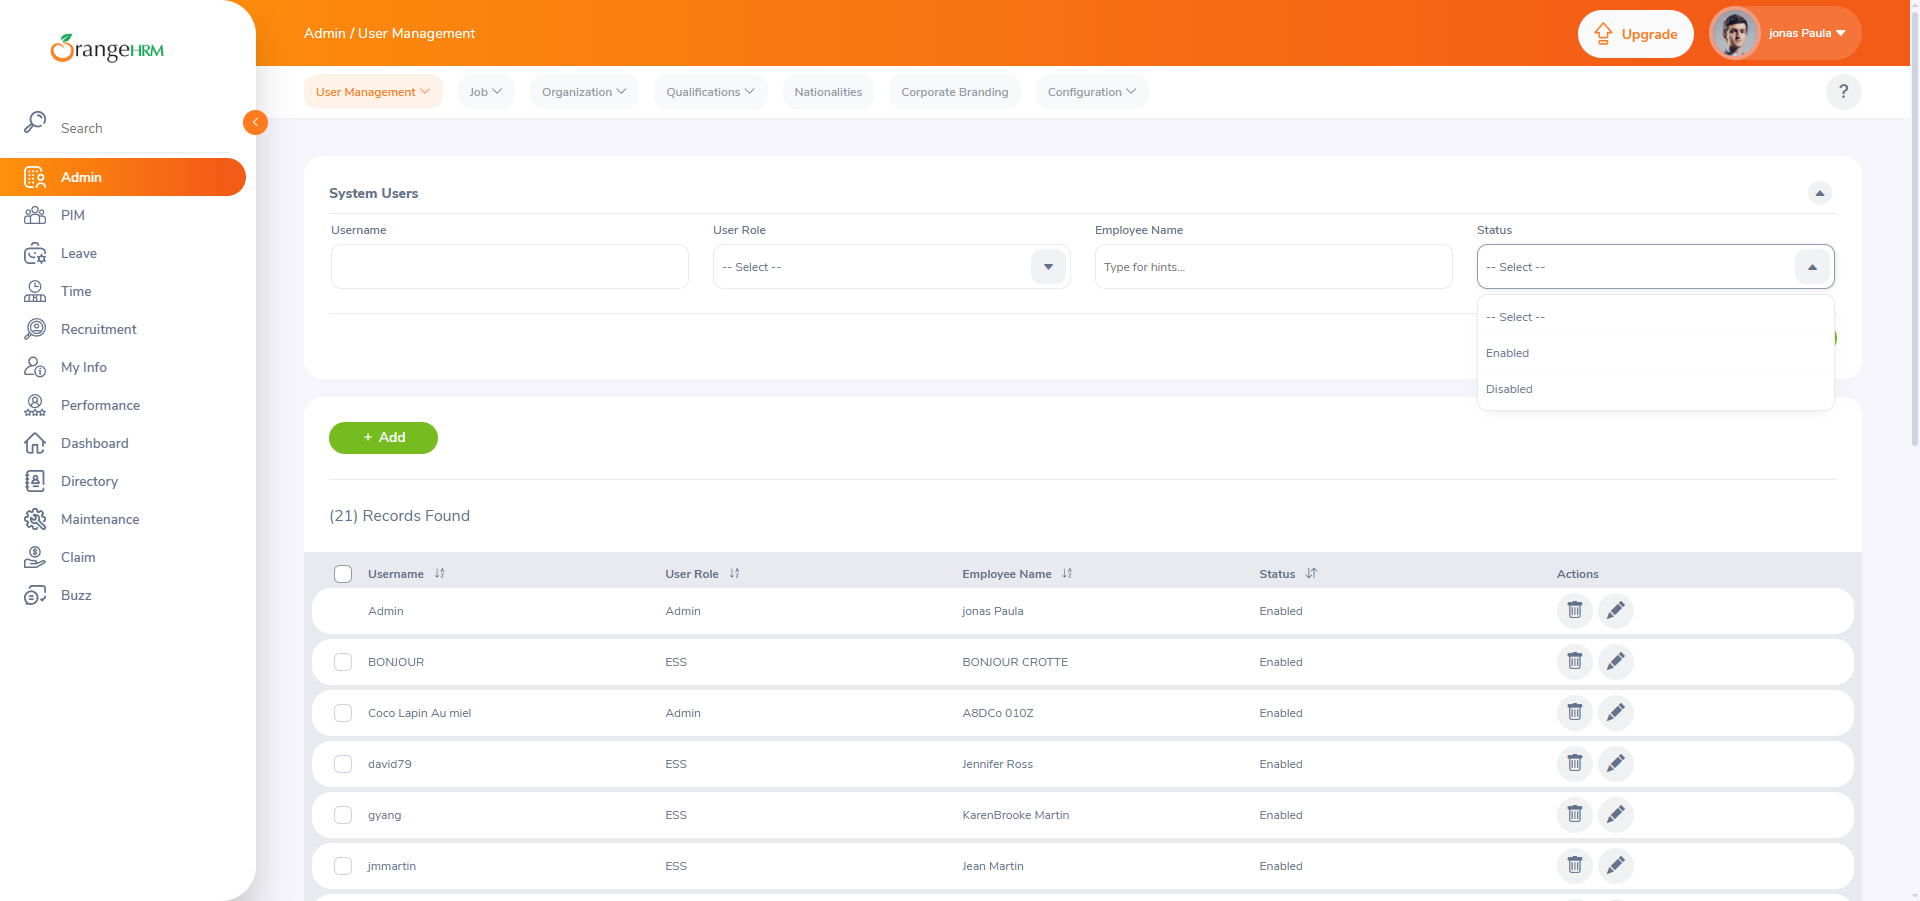 OrangeHRM
Search
Admin
PIM
Leave
Time
Recruitment
My Info
Performance
Dashboard
Directory
Maintenance
Claim
Buzz
Admin / User Management
Upgrade
jonas Paula
User Management
Job
Organization
Qualifications
Nationalities
Corporate Branding
Configuration
?
System Users
Username
User Role
Employee Name
Status
-- Select --
Type for hints...
-- Select --
-- Select --
Enabled
Disabled
+ Add
(21) Records Found
Username User Role Employee Name Status Actions
Admin Admin jonas Paula Enabled
BONJOUR ESS BONJOUR CROTTE Enabled
Coco Lapin Au miel Admin A8DCo 010Z Enabled
david79 ESS Jennifer Ross Enabled
gyang ESS KarenBrooke Martin Enabled
jmmartin ESS Jean Martin Enabled